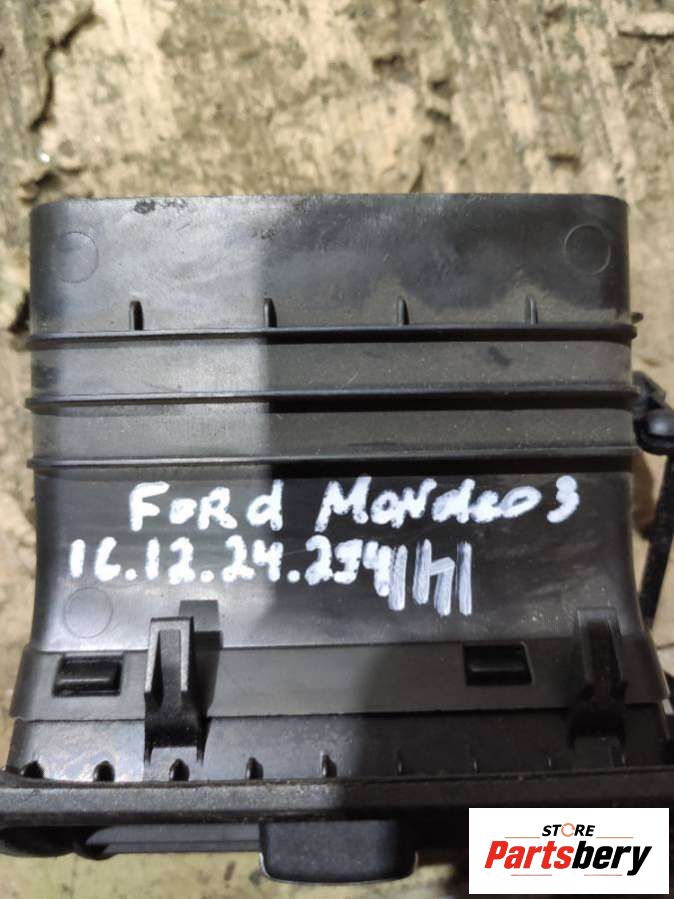 Ford Mondeo 3
16.12.24.234
STORE
Partsbery